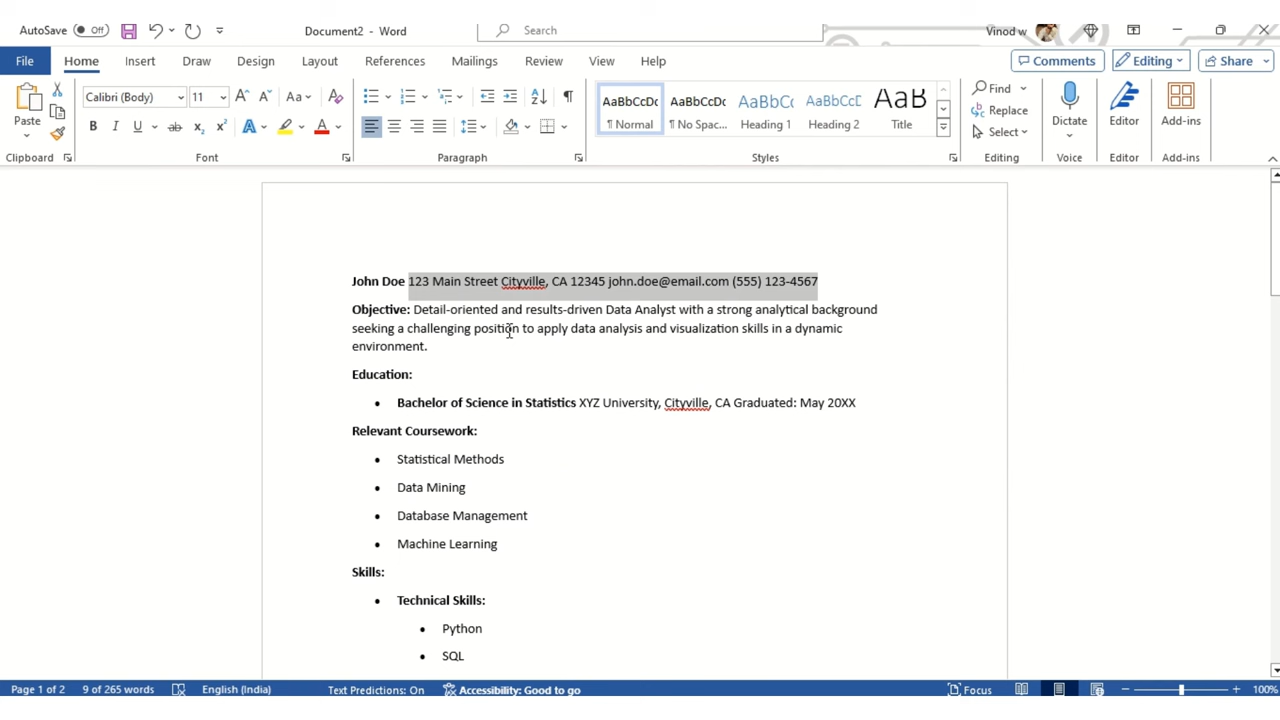 AutoSave Off Document2 - Word Search Vinod w
File Home Insert Draw Design Layout References Mailings Review View Help Comments Editing Share
Paste Calibri (Body) 11 Aa AaBbCcDc AaBbCcDc AaBbCc AaBbCcD AaB Find
B I U ab x₂ x² A A ¶ Normal ¶ No Spac... Heading 1 Heading 2 Title Replace Select Dictate Editor Add-ins
Clipboard Font Paragraph Styles Editing Voice Editor Add-ins
John Doe 123 Main Street Cityville, CA 12345 john.doe@email.com (555) 123-4567
Objective: Detail-oriented and results-driven Data Analyst with a strong analytical background
seeking a challenging position to apply data analysis and visualization skills in a dynamic
environment.
Education:
• Bachelor of Science in Statistics XYZ University, Cityville, CA Graduated: May 20XX
Relevant Coursework:
• Statistical Methods
• Data Mining
• Database Management
• Machine Learning
Skills:
• Technical Skills:
• Python
• SQL
Page 1 of 2 9 of 265 words English (India) Text Predictions: On Accessibility: Good to go Focus 100%